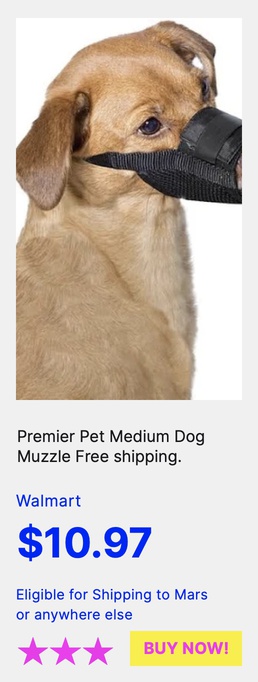 Premier Pet Medium Dog
Muzzle Free shipping.
Walmart
$10.97
Eligible for Shipping to Mars
or anywhere else
BUY NOW!